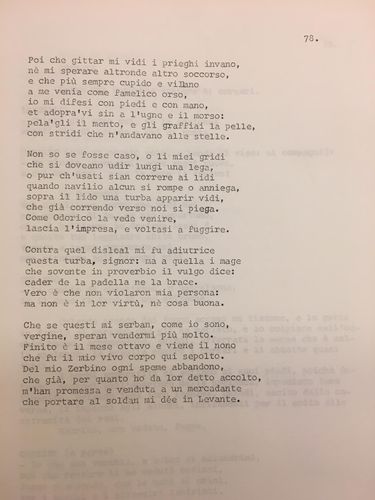 78.
Poi che gittar mi vidi i prieghi invano,
nè mi sperare altronde altro soccorso,
e che più sempre cupido e villano
a me venia come famelico orso,
io mi difesi con piedi e con mano,
et adopra'vi sin a l'ugne e il morso:
pela'gli il mento, e gli graffiai la pelle,
con stridi che n'andavano alle stelle.
Non so se fosse caso, o li miei gridi
che si doveano udir lungi una lega,
o pur ch'usati sian correre ai lidi
quando navilio alcun si rompe o anniega,
sopra il lido una turba apparir vidi,
che già correndo verso noi si piega.
Come Odorico la vede venire,
lascia l'impresa, e voltasi a fuggire.
Contra quel disleal mi fu adiutrice
questa turba, signor: ma a quella i mage
che sovente in proverbio il vulgo dice:
cader de la padella ne la brace.
Vero è che non violaron mia persona:
ma non è in lor virtù, nè cosa buona.
Che se questi mi serban, come io sono,
vergine, speran vendermi più molto.
Finito è il mese ottavo e viene il nono
che fu il mio vivo corpo qui sepolto.
Del mio Zerbino ogni speme abbandono,
che già, per quanto ho da lor detto accolto,
m'han promessa e venduta a un mercadante
che portare al soldan mi dée in Levante.